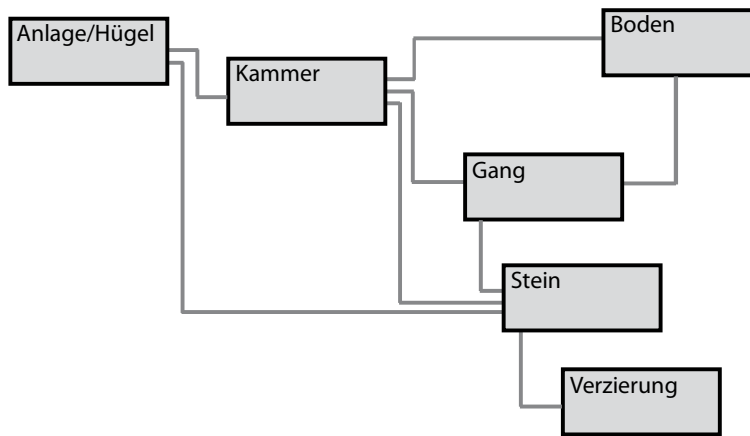 Anlage/Hügel
Boden
Kammer
Gang
Stein
Verzierung